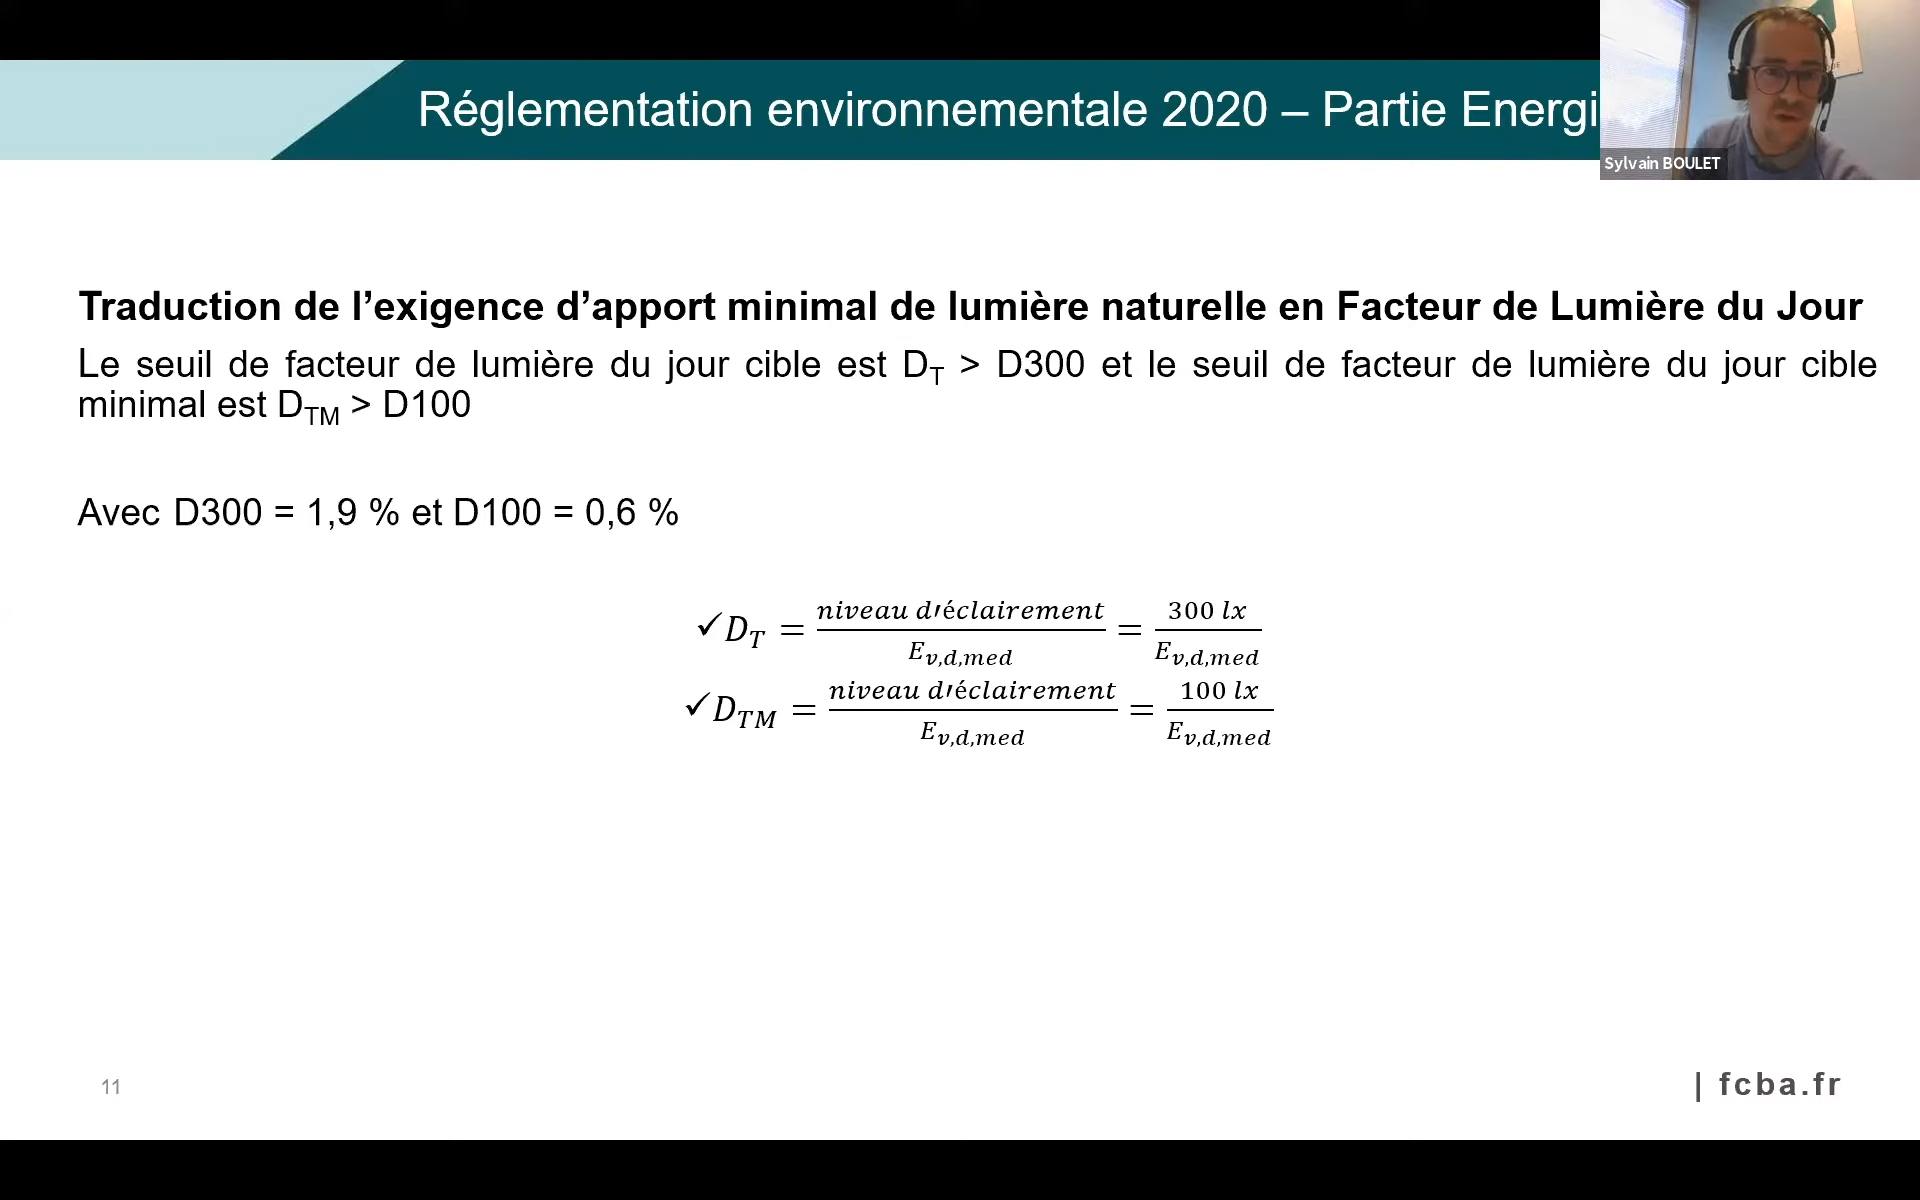 Réglementation environnementale 2020 – Partie Energi
Sylvain BOULET
Traduction de l’exigence d’apport minimal de lumière naturelle en Facteur de Lumière du Jour
Le seuil de facteur de lumière du jour cible est D_T > D300 et le seuil de facteur de lumière du jour cible
minimal est D_TM > D100
Avec D300 = 1,9 % et D100 = 0,6 %
✓ D_T = niveau d′éclairement / E_v,d,med = 300 lx / E_v,d,med
✓ D_TM = niveau d′éclairement / E_v,d,med = 100 lx / E_v,d,med
11
| fcba.fr